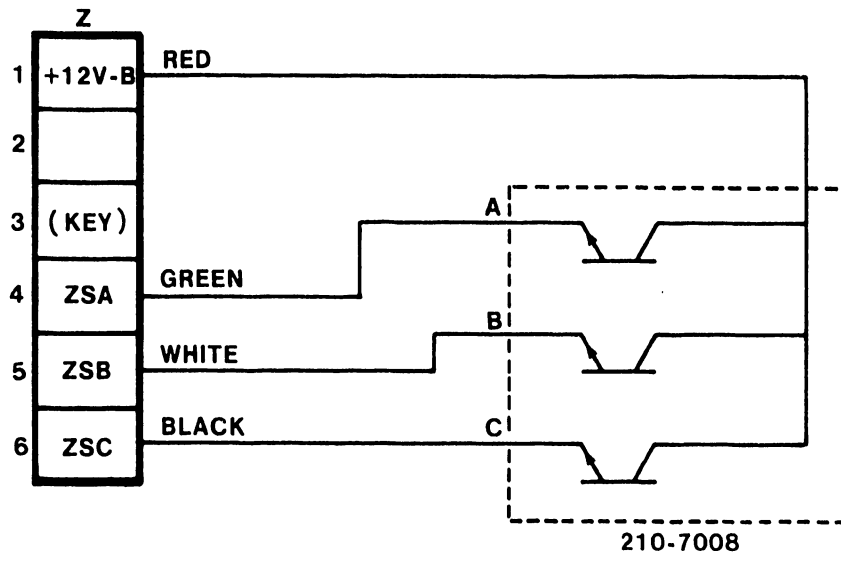 Z
1 +12V-B RED
2
3 (KEY) A
4 ZSA GREEN
B
5 ZSB WHITE
6 ZSC BLACK C
210-7008